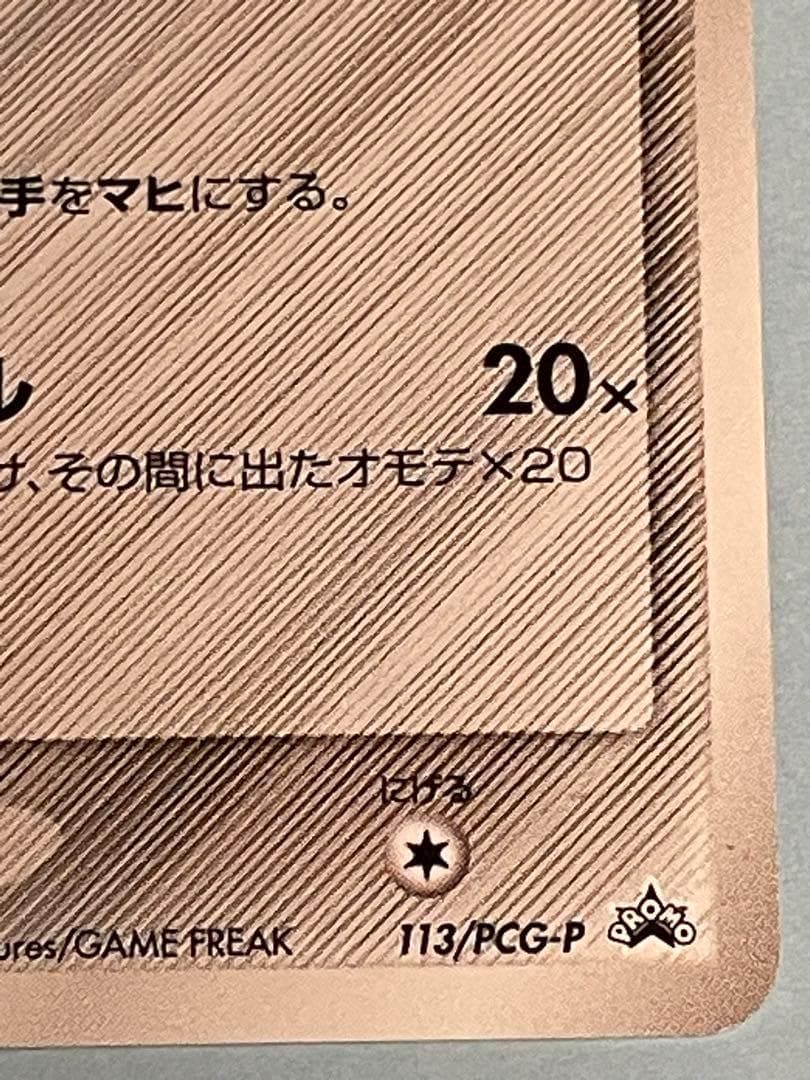 手をマヒにする。
ル
20×
け、その間に出たオモテ×20
にげる
ures/GAME FREAK
113/PCG-P
PROMO